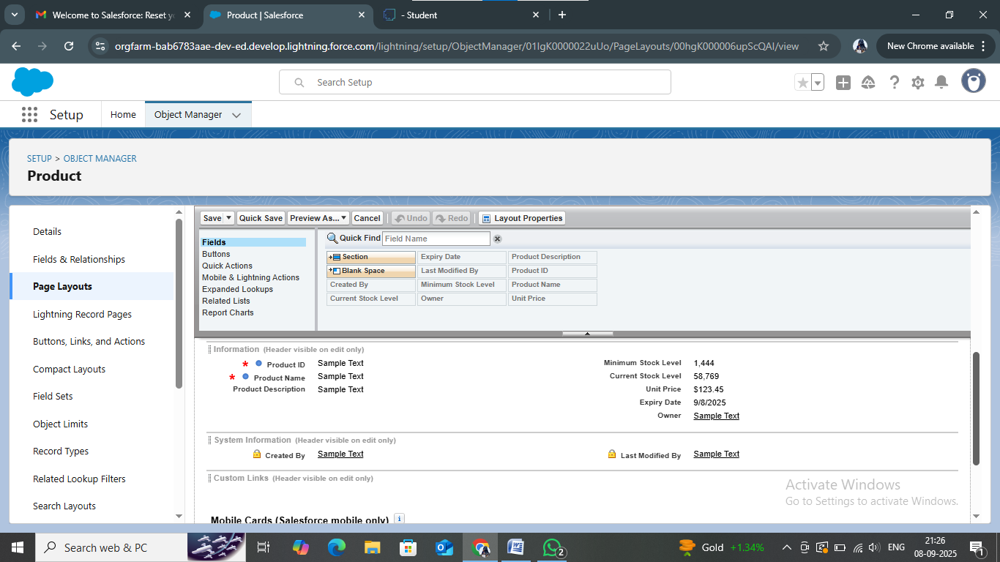 Welcome to Salesforce: Reset yo
Product | Salesforce
- Student
orgfarm-bab6783aae-dev-ed.develop.lightning.force.com/lightning/setup/ObjectManager/01IgK0000022uUo/PageLayouts/00hgK000006upScQAI/view
New Chrome available
Search Setup
Setup
Home
Object Manager
SETUP > OBJECT MANAGER
Product
Details
Fields & Relationships
Page Layouts
Lightning Record Pages
Buttons, Links, and Actions
Compact Layouts
Field Sets
Object Limits
Record Types
Related Lookup Filters
Search Layouts
Save Quick Save Preview As... Cancel Undo Redo Layout Properties
Fields
Buttons
Quick Actions
Mobile & Lightning Actions
Expanded Lookups
Related Lists
Report Charts
Quick Find Field Name
Section Expiry Date Product Description
Blank Space Last Modified By Product ID
Created By Minimum Stock Level Product Name
Current Stock Level Owner Unit Price
Information (Header visible on edit only)
* Product ID Sample Text Minimum Stock Level 1,444
* Product Name Sample Text Current Stock Level 58,769
Product Description Sample Text Unit Price $123.45
Expiry Date 9/8/2025
Owner Sample Text
System Information (Header visible on edit only)
Created By Sample Text Last Modified By Sample Text
Custom Links (Header visible on edit only)
Mobile Cards (Salesforce mobile only) i
Activate Windows
Go to Settings to activate Windows.
Search web & PC
2
Gold +1.34%
ENG
21:26
08-09-2025
1